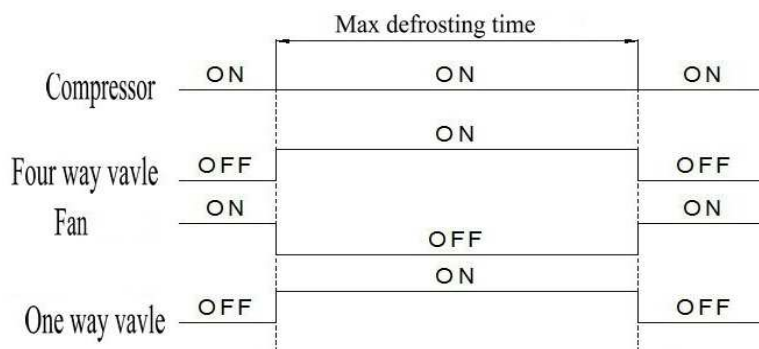 Max defrosting time
Compressor ON ON ON
ON
Four way vavle OFF OFF
Fan ON ON
OFF
ON
One way vavle OFF OFF